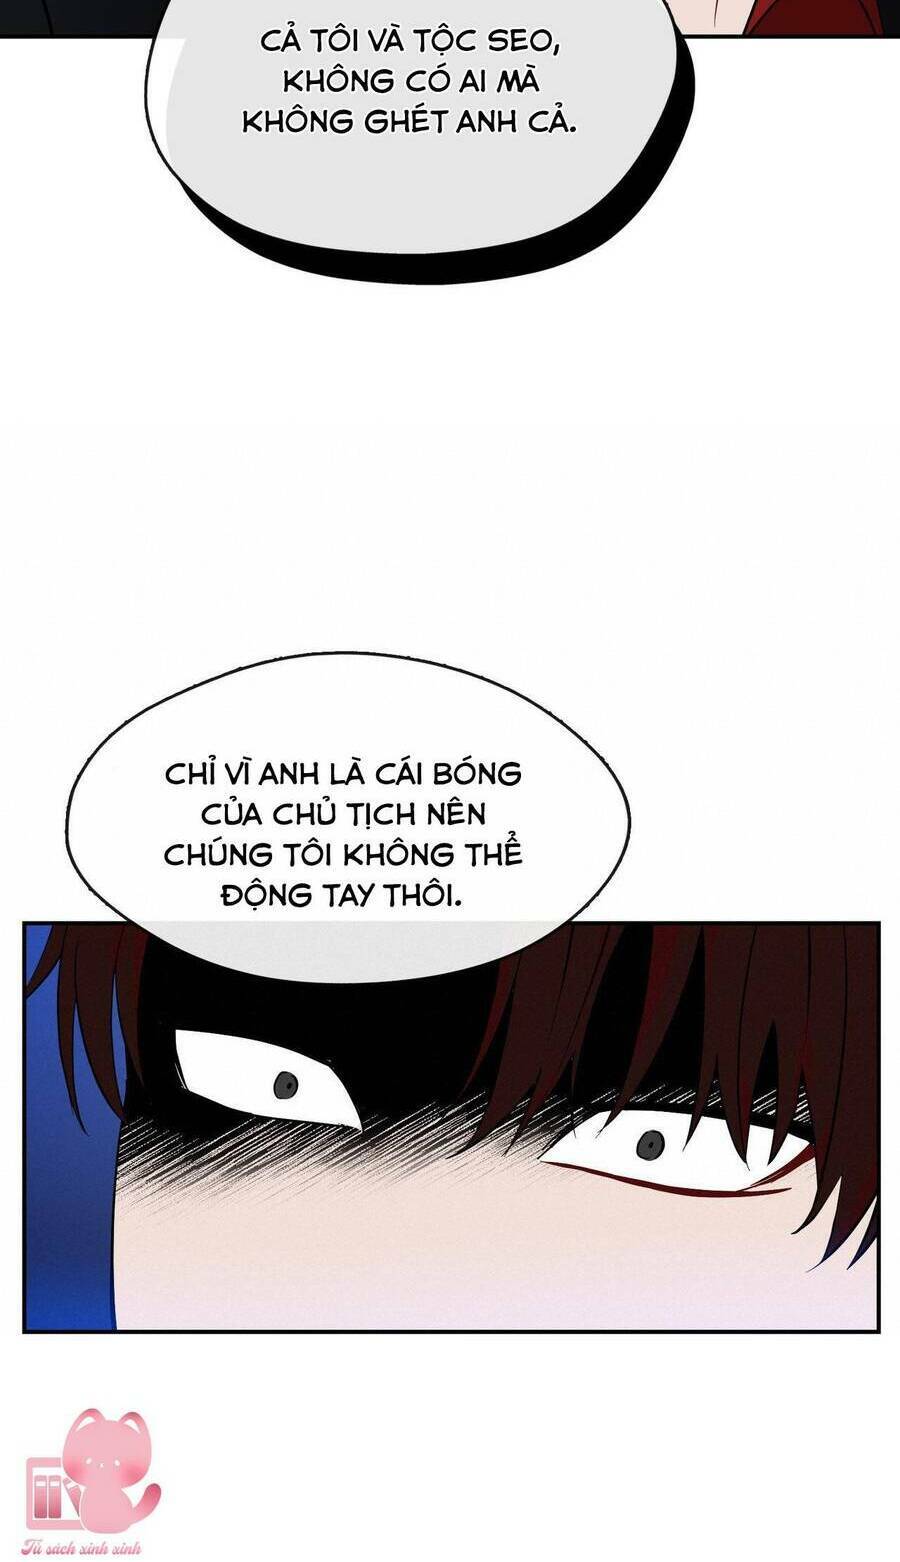 CẢ TÔI VÀ TỘC SEO,
KHÔNG CÓ AI MÀ
KHÔNG GHÉT ANH CẢ.
CHỈ VÌ ANH LÀ CÁI BÓNG
CỦA CHỦ TỊCH NÊN
CHÚNG TÔI KHÔNG THỂ
ĐỘNG TAY THÔI.
Tủ sách xinh xinh